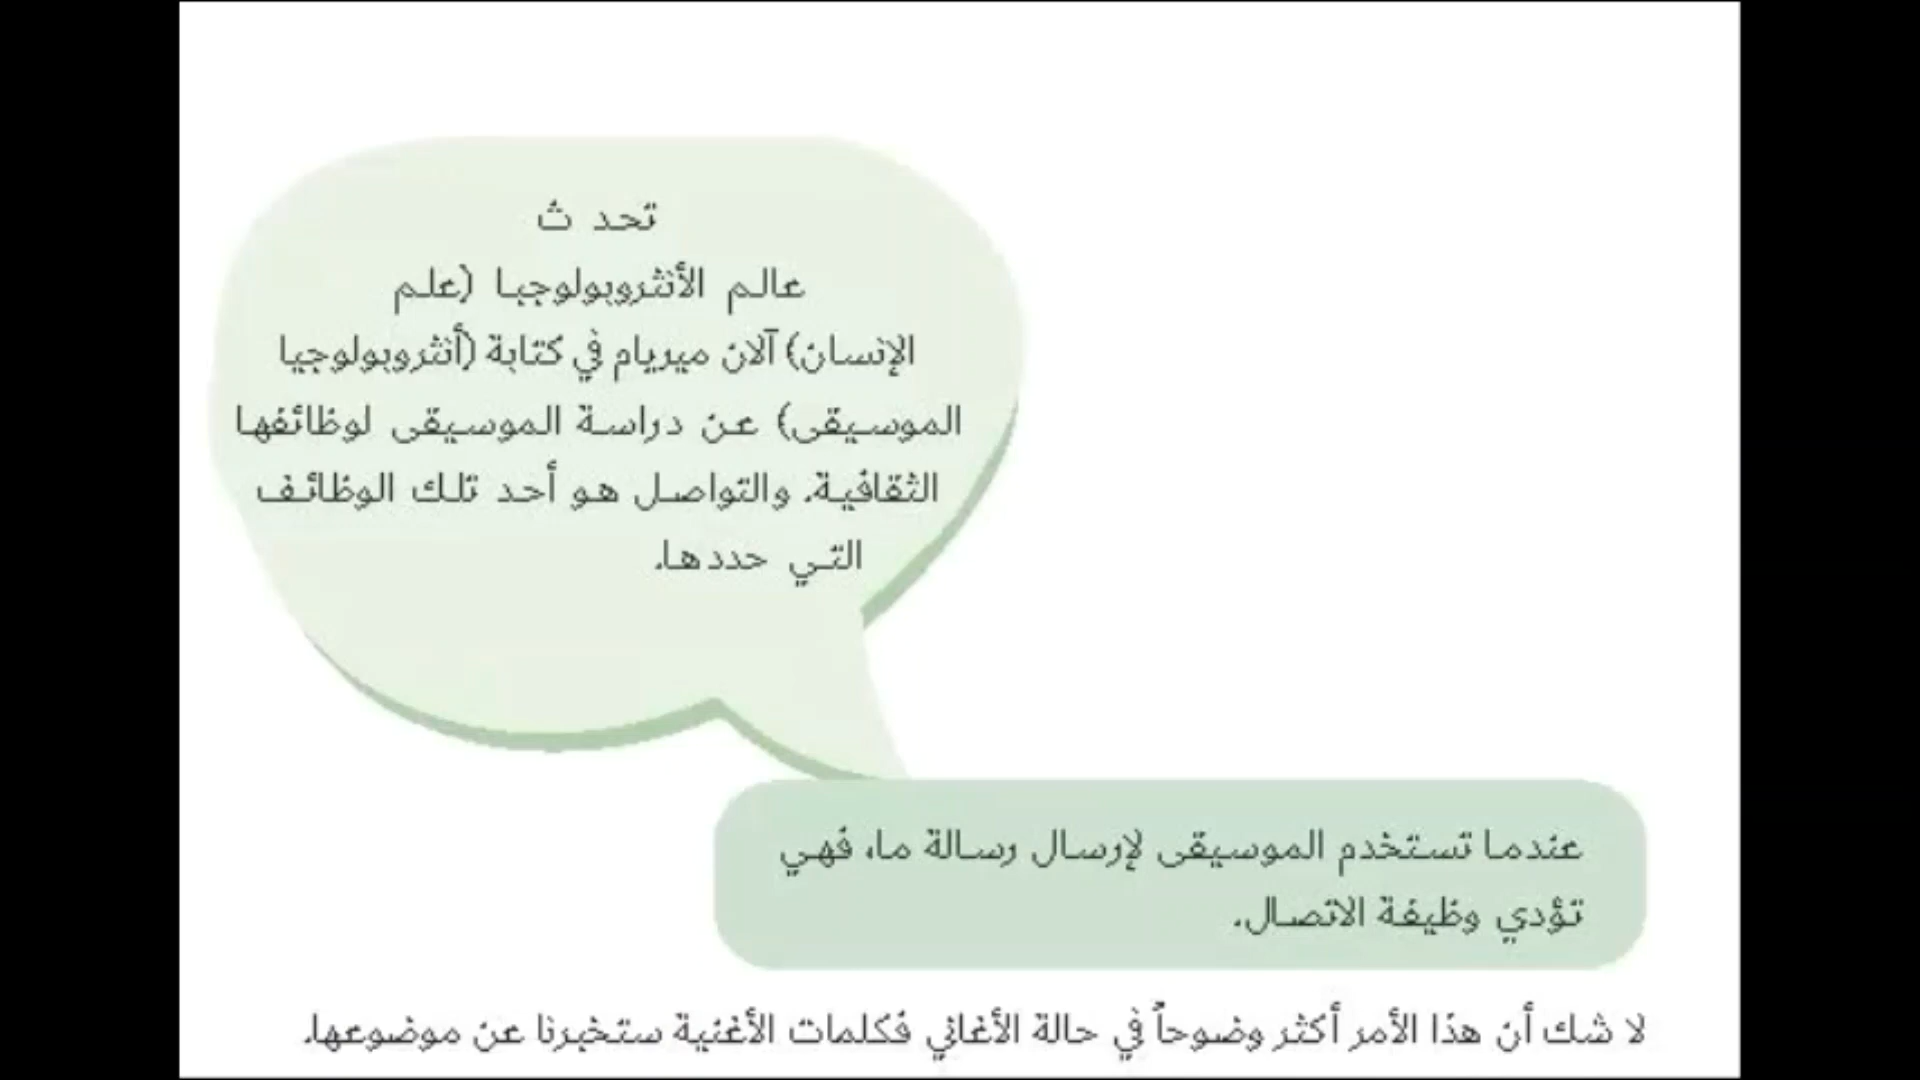 تحد ث
عالم الأنثروبولوجيا (علم
الإنسان) آلان ميريام في كتابة (أنثروبولوجيا
الموسيقى) عن دراسة الموسيقى لوظائفها
الثقافية. والتواصل هو أحد تلك الوظائف
التي حددها.
عندما تستخدم الموسيقى لإرسال رسالة ما، فهي
تؤدي وظيفة الاتصال.
لا شك أن هذا الأمر أكثر وضوحاً في حالة الأغاني فكلمات الأغنية ستخبرنا عن موضوعها.